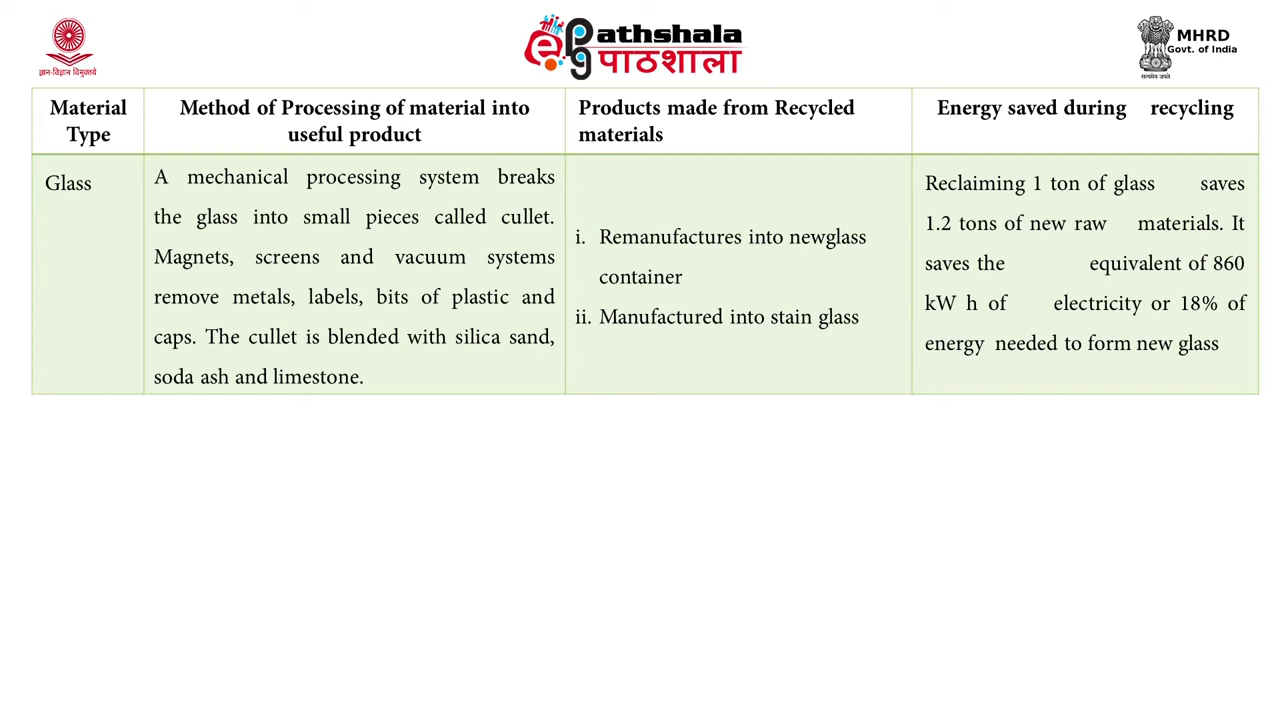 ज्ञान-विज्ञान विमुक्तये
ePathshala
पाठशाला
MHRD
Govt. of India
सत्यमेव जयते
Material
Type
Method of Processing of material into
useful product
Products made from Recycled
materials
Energy saved during recycling
Glass
A mechanical processing system breaks
the glass into small pieces called cullet.
Magnets, screens and vacuum systems
remove metals, labels, bits of plastic and
caps. The cullet is blended with silica sand,
soda ash and limestone.
i. Remanufactures into newglass
container
ii. Manufactured into stain glass
Reclaiming 1 ton of glass saves
1.2 tons of new raw materials. It
saves the equivalent of 860
kW h of electricity or 18% of
energy needed to form new glass